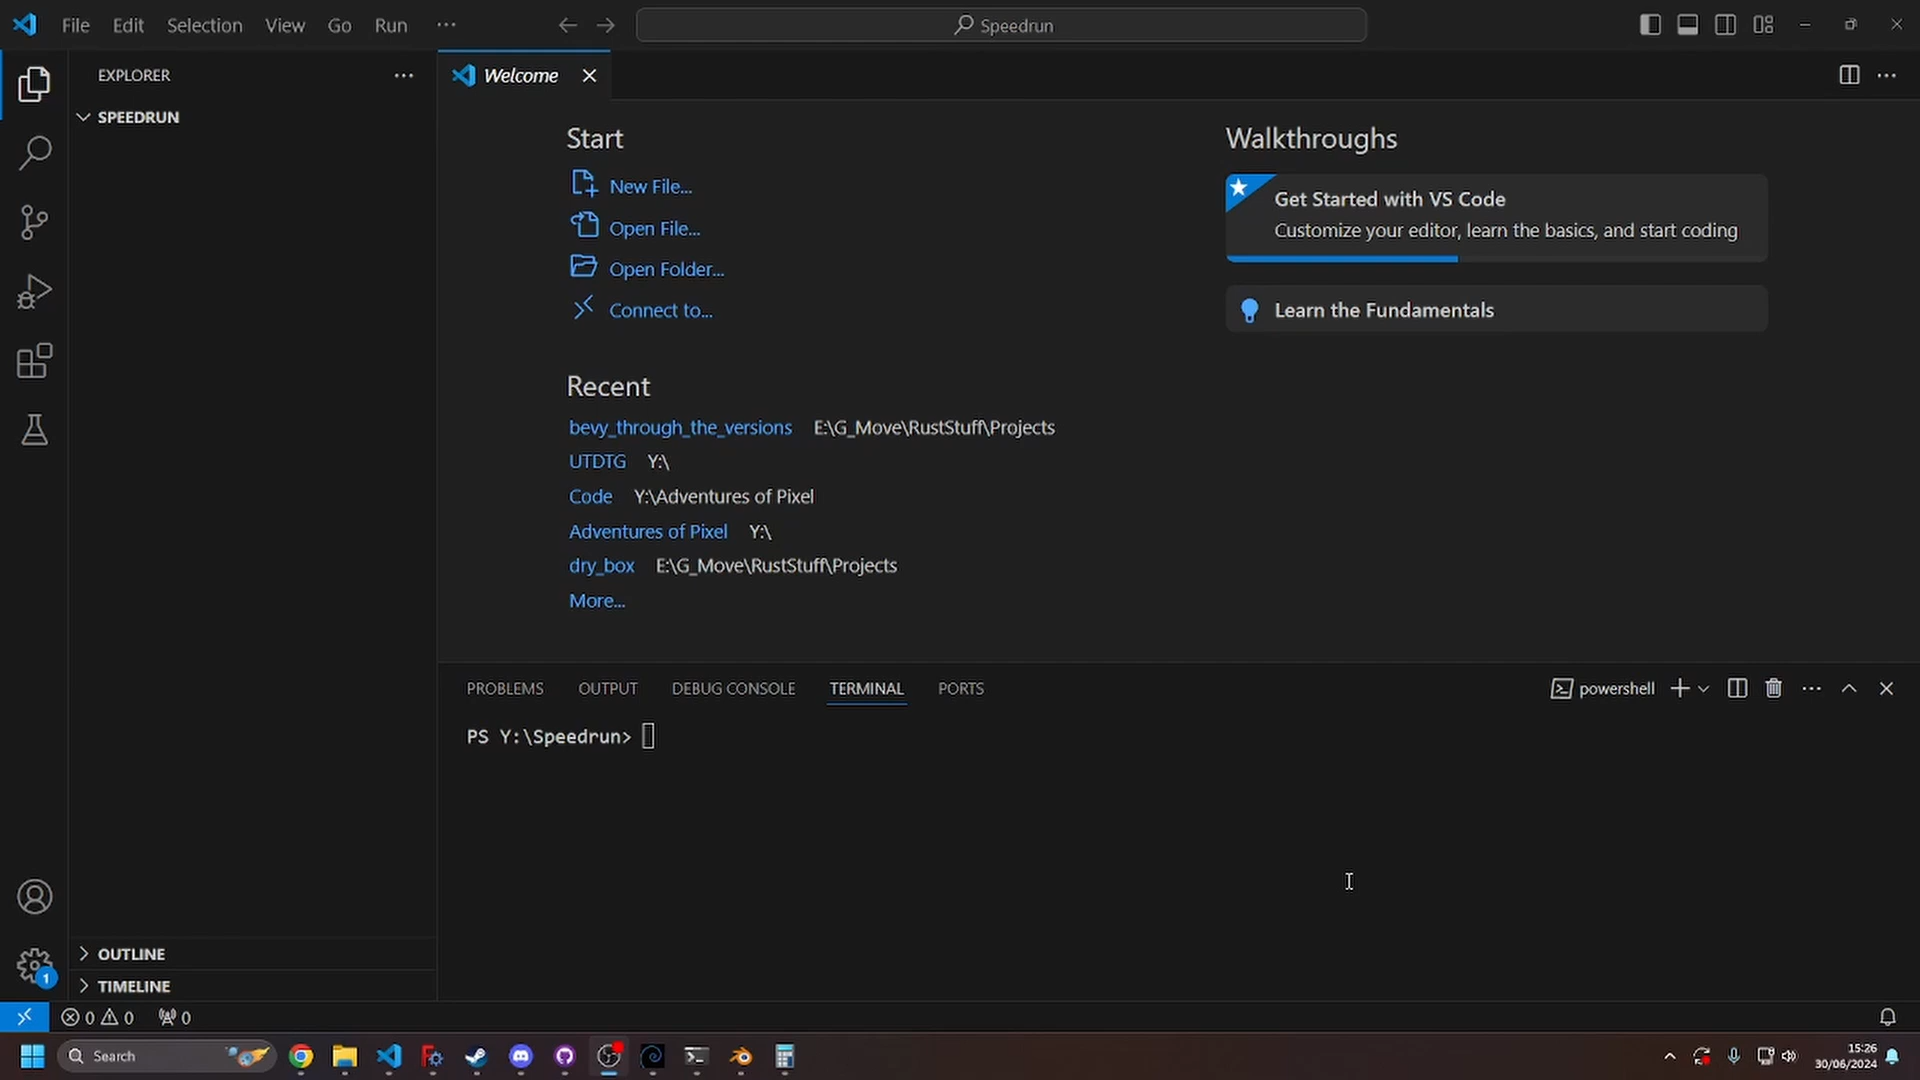 File Edit Selection View Go Run ···
Speedrun
EXPLORER
SPEEDRUN
Welcome
Start
New File...
Open File...
Open Folder...
Connect to...
Recent
bevy_through_the_versions E:\G_Move\RustStuff\Projects
UTDTG Y:\
Code Y:\Adventures of Pixel
Adventures of Pixel Y:\
dry_box E:\G_Move\RustStuff\Projects
More...
Walkthroughs
Get Started with VS Code
Customize your editor, learn the basics, and start coding
Learn the Fundamentals
PROBLEMS OUTPUT DEBUG CONSOLE TERMINAL PORTS
powershell
PS Y:\Speedrun>
OUTLINE
TIMELINE
1
0 0 0
Search
15:26
30/06/2024